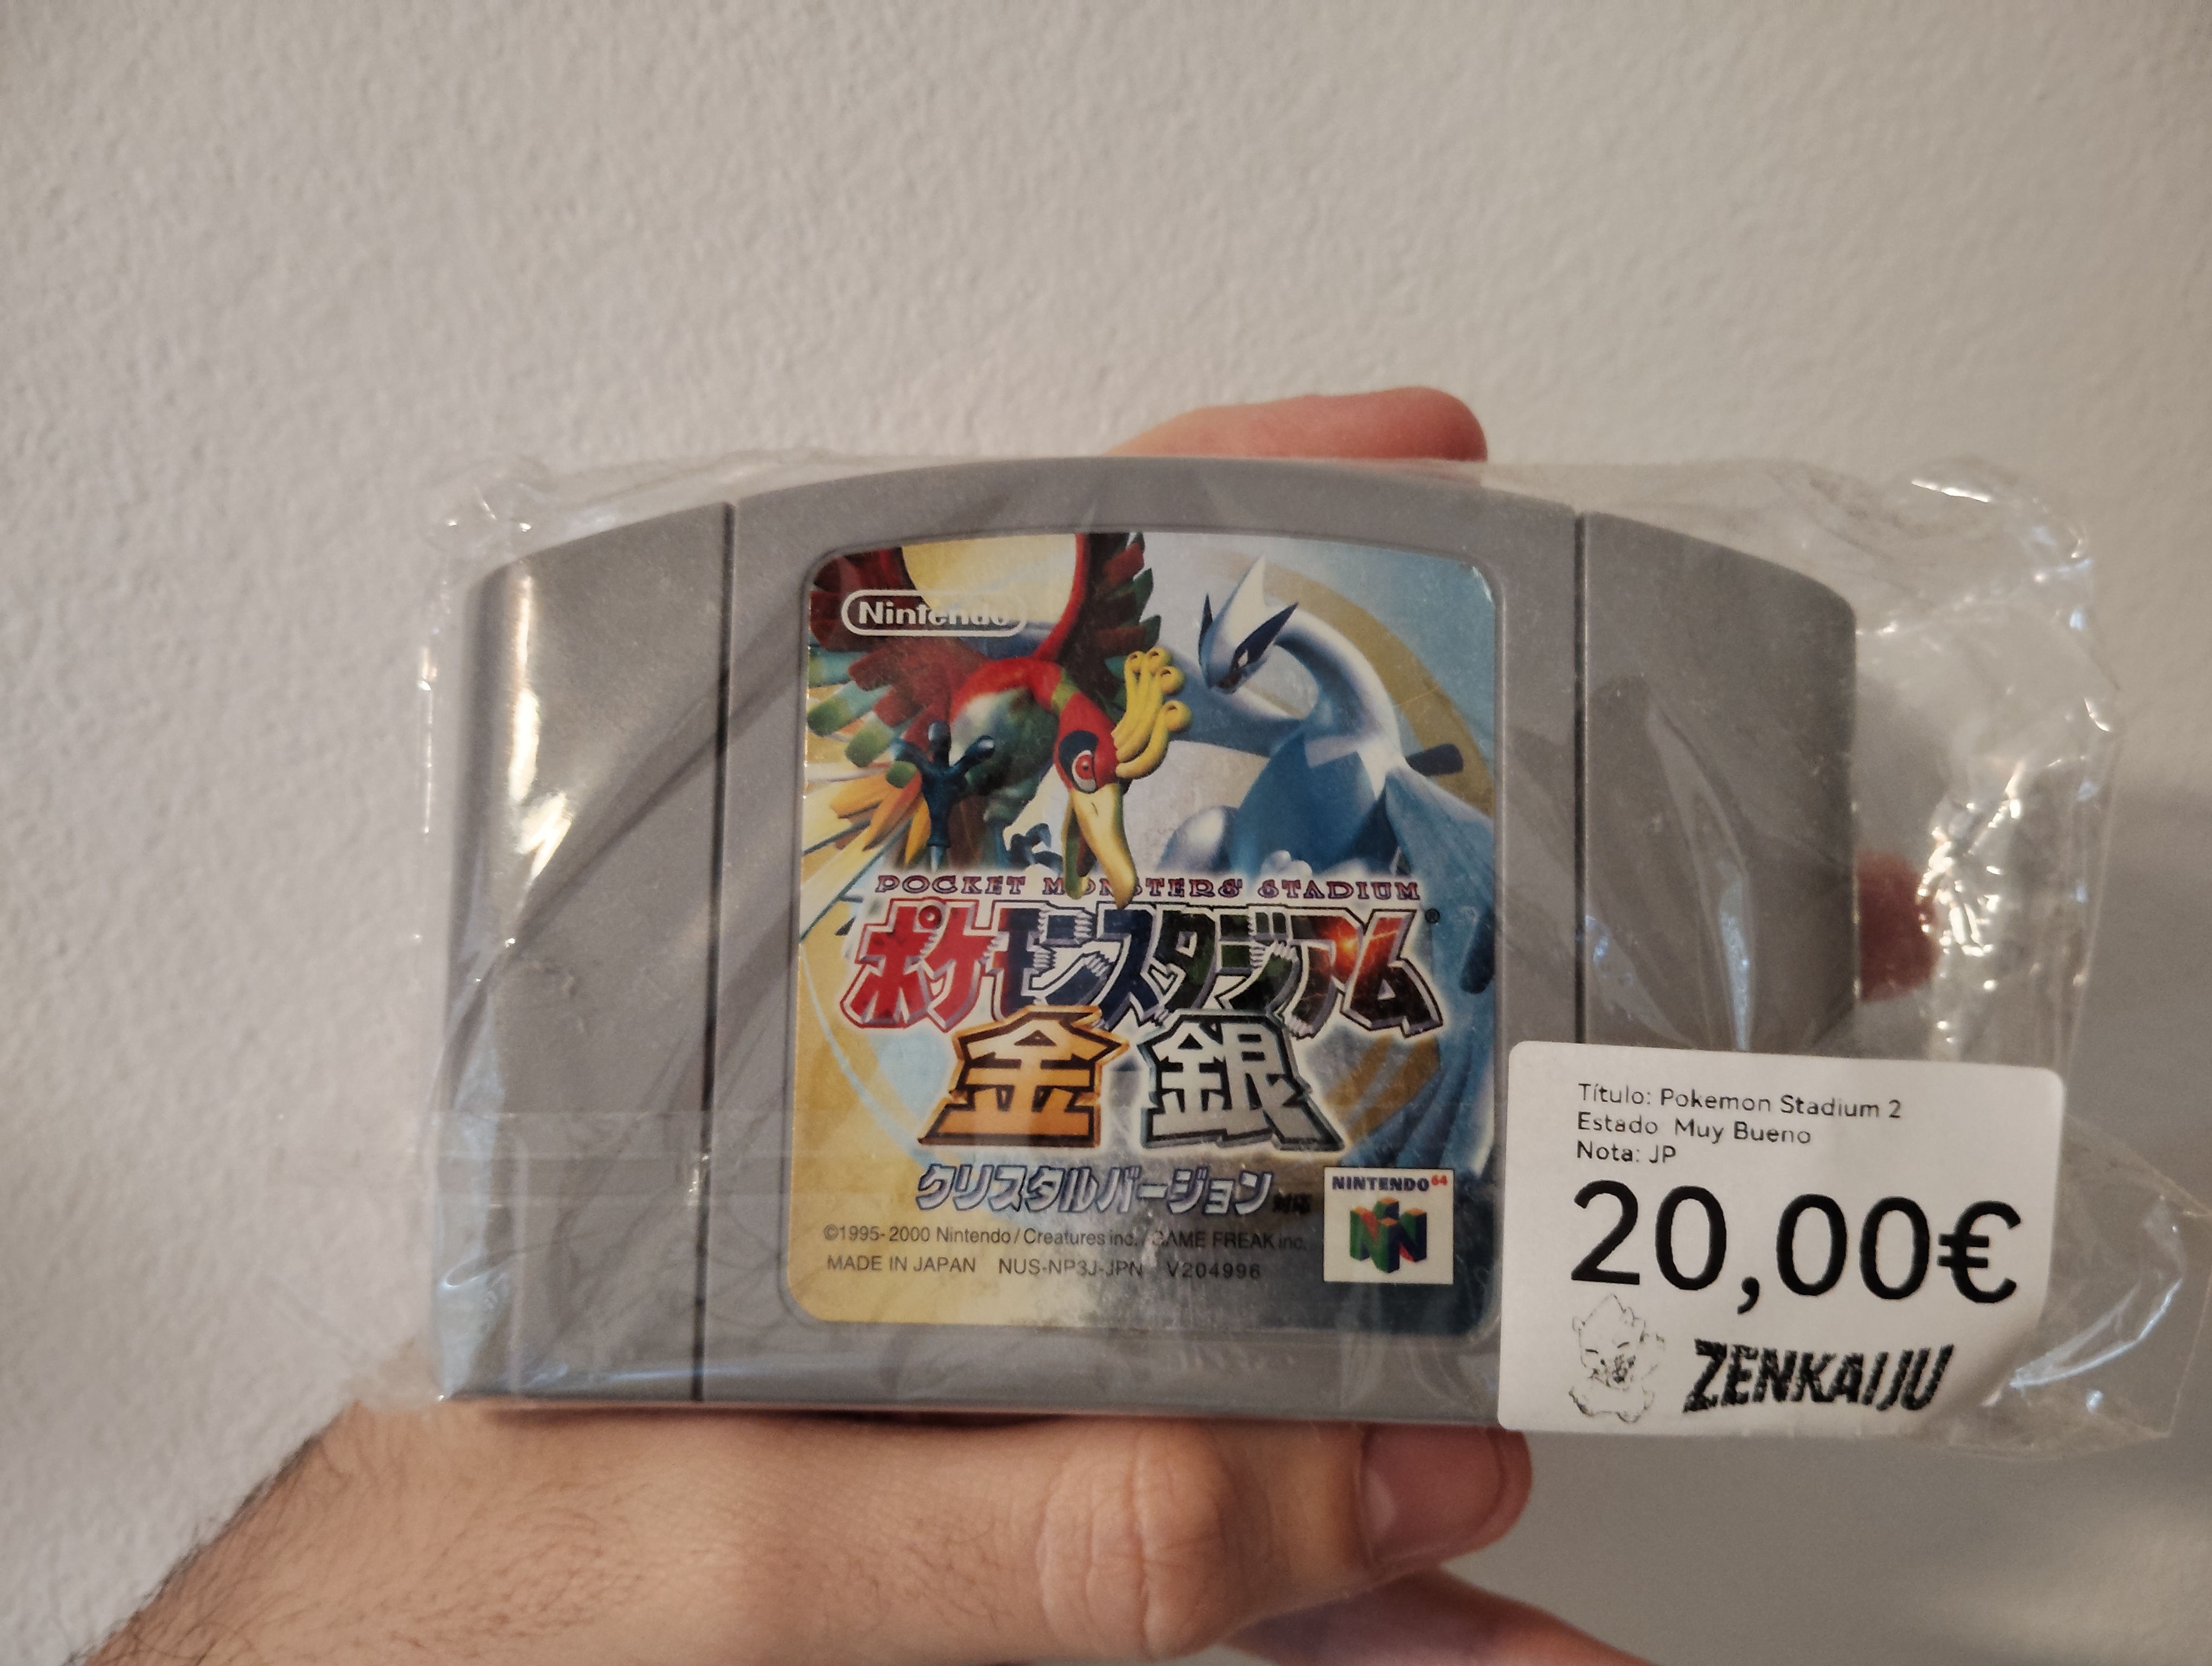 Nintendo
POCKET MONSTERS' STADIUM
ポケモンスタジアム®
金 銀
クリスタルバージョン対応
©1995-2000 Nintendo/Creatures inc./GAME FREAK inc.
MADE IN JAPAN NUS-NP3J-JPN V204996
NINTENDO64
Título: Pokemon Stadium 2
Estado Muy Bueno
Nota: JP
20,00€
ZENKAIJU